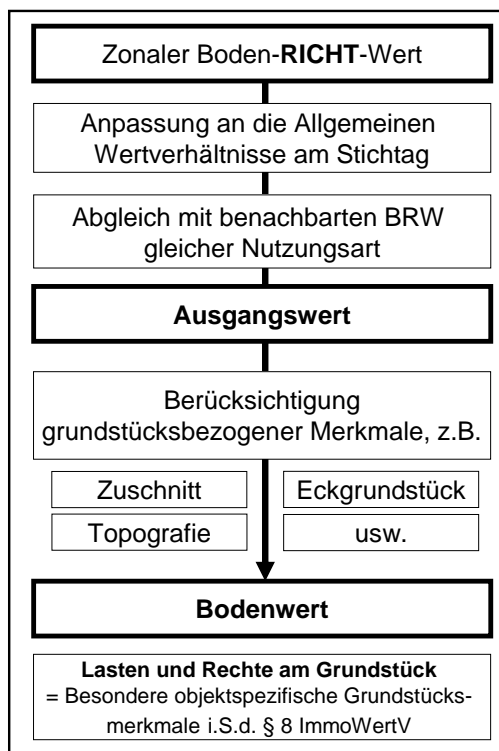 Zonaler Boden-RICHT-Wert
Anpassung an die Allgemeinen
Wertverhältnisse am Stichtag
Abgleich mit benachbarten BRW
gleicher Nutzungsart
Ausgangswert
Berücksichtigung
grundstücksbezogener Merkmale, z.B.
Zuschnitt
Eckgrundstück
Topografie
usw.
Bodenwert
Lasten und Rechte am Grundstück
= Besondere objektspezifische Grundstücks-
merkmale i.S.d. § 8 ImmoWertV